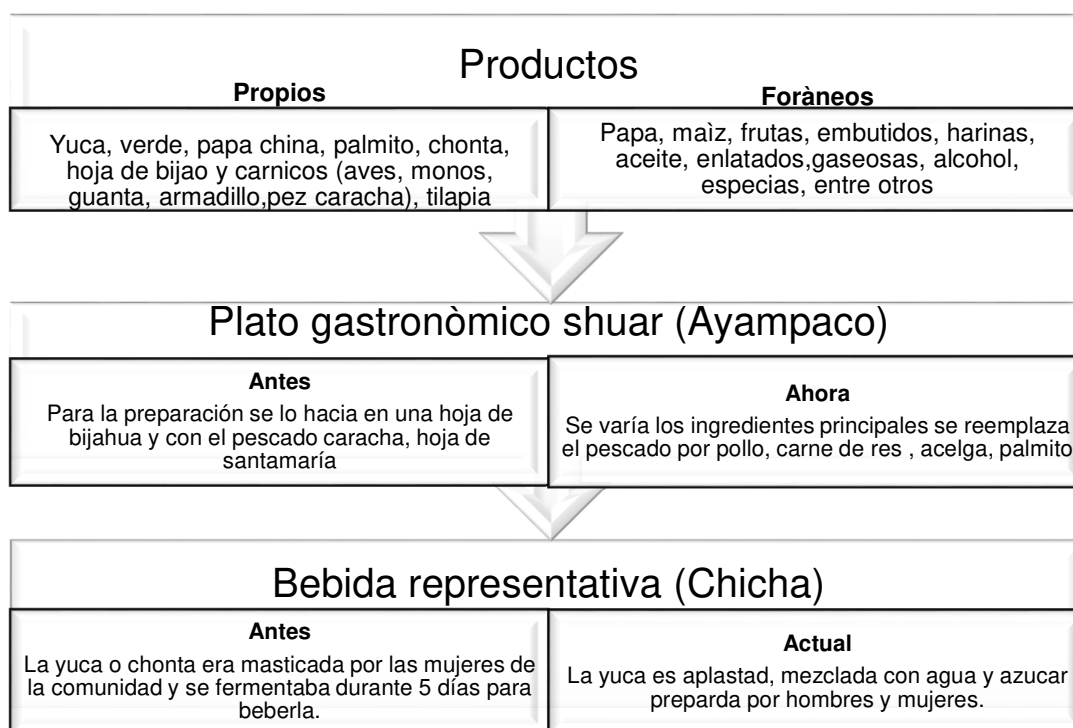 Productos
Propios
Foràneos
Yuca, verde, papa china, palmito, chonta,
hoja de bijao y carnicos (aves, monos,
guanta, armadillo,pez caracha), tilapia
Papa, maìz, frutas, embutidos, harinas,
aceite, enlatados,gaseosas, alcohol,
especias, entre otros
Plato gastronòmico shuar (Ayampaco)
Antes
Para la preparación se lo hacia en una hoja de
bijahua y con el pescado caracha, hoja de
santamaría
Ahora
Se varía los ingredientes principales se reemplaza
el pescado por pollo, carne de res , acelga, palmito
Bebida representativa (Chicha)
Antes
La yuca o chonta era masticada por las mujeres de
la comunidad y se fermentaba durante 5 días para
beberla.
Actual
La yuca es aplastad, mezclada con agua y azucar
preparda por hombres y mujeres.